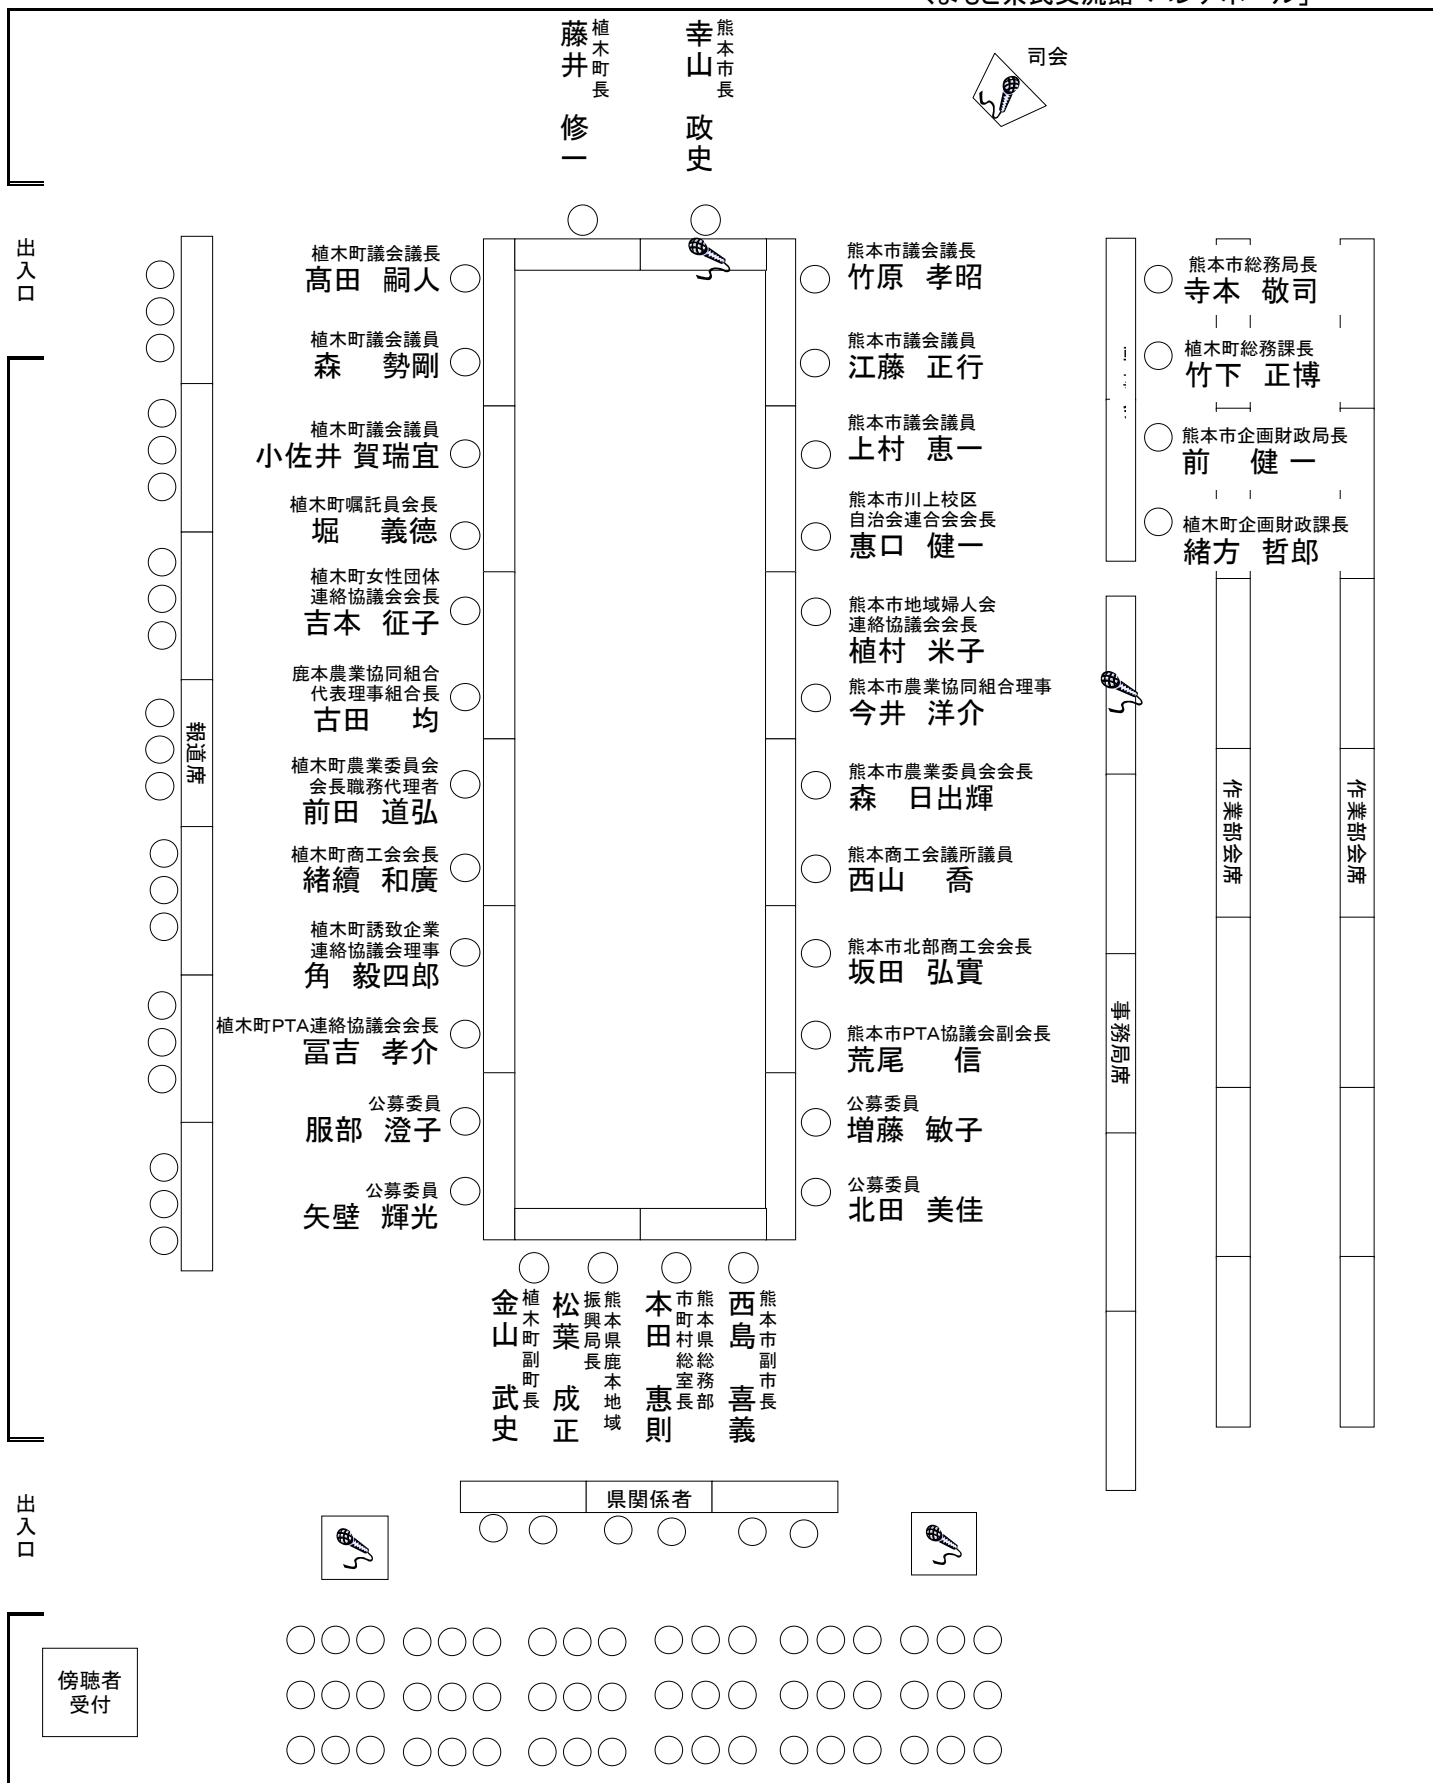 植木町長
藤井 修一
熊本市長
幸山 政史
司会
出入口
植木町議会議長
髙田 嗣人
植木町議会議員
森 勢剛
植木町議会議員
小佐井 賀瑞宜
植木町嘱託員会長
堀 義德
植木町女性団体
連絡協議会会長
吉本 征子
鹿本農業協同組合
代表理事組合長
古田 均
植木町農業委員会
会長職務代理者
前田 道弘
植木町商工会会長
緒續 和廣
植木町誘致企業
連絡協議会理事
角 毅四郎
植木町PTA連絡協議会会長
冨吉 孝介
公募委員
服部 澄子
公募委員
矢壁 輝光
報道席
熊本市議会議長
竹原 孝昭
熊本市議会議員
江藤 正行
熊本市議会議員
上村 恵一
熊本市川上校区
自治会連合会会長
惠口 健一
熊本市地域婦人会
連絡協議会会長
植村 米子
熊本市農業協同組合理事
今井 洋介
熊本市農業委員会会長
森 日出輝
熊本商工会議所議員
西山 喬
熊本市北部商工会会長
坂田 弘實
熊本市PTA協議会副会長
荒尾 信
公募委員
増藤 敏子
公募委員
北田 美佳
熊本市総務局長
寺本 敬司
植木町総務課長
竹下 正博
熊本市企画財政局長
前 健一
植木町企画財政課長
緒方 哲郎
事務局席
作業部会席
作業部会席
植木町副町長
金山 武史
熊本県鹿本地域
振興局長
松葉 成正
熊本県総務部
市町村総室長
本田 惠則
熊本市副市長
西島 喜義
県関係者
出入口
傍聴者
受付